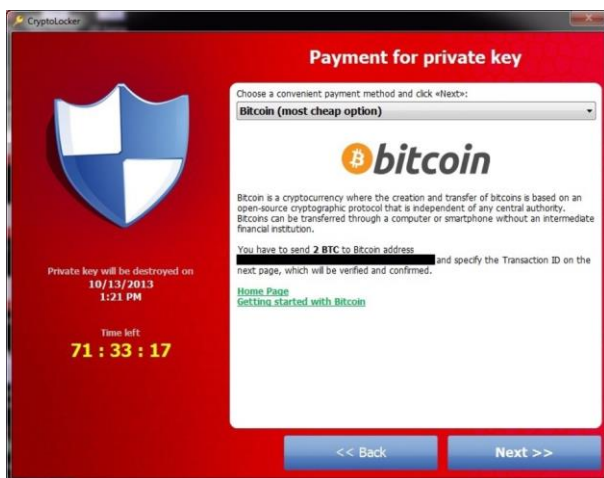 CryptoLocker
Payment for private key
Choose a convenient payment method and click «Next»:
Bitcoin (most cheap option)
bitcoin
Bitcoin is a cryptocurrency where the creation and transfer of bitcoins is based on an
open-source cryptographic protocol that is independent of any central authority.
Bitcoins can be transferred through a computer or smartphone without an intermediate
financial institution.
You have to send 2 BTC to Bitcoin address
and specify the Transaction ID on the
next page, which will be verified and confirmed.
Home Page
Getting started with Bitcoin
Private key will be destroyed on
10/13/2013
1:21 PM
Time left
71 : 33 : 17
<< Back
Next >>